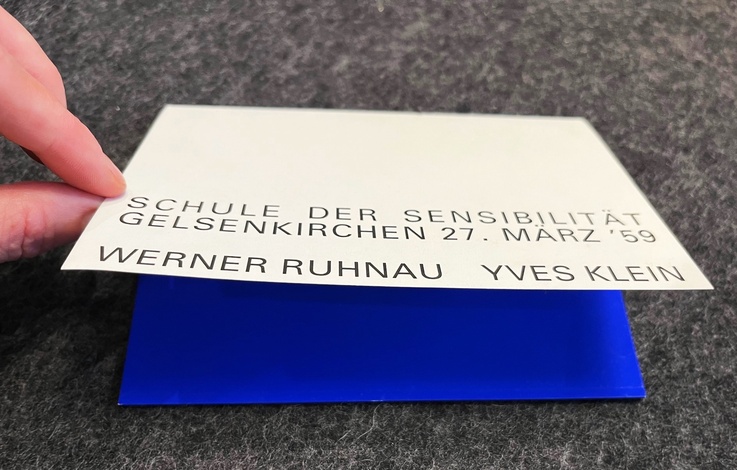 SCHULE DER SENSIBILITÄT
GELSENKIRCHEN 27. MÄRZ '59
WERNER RUHNAU YVES KLEIN